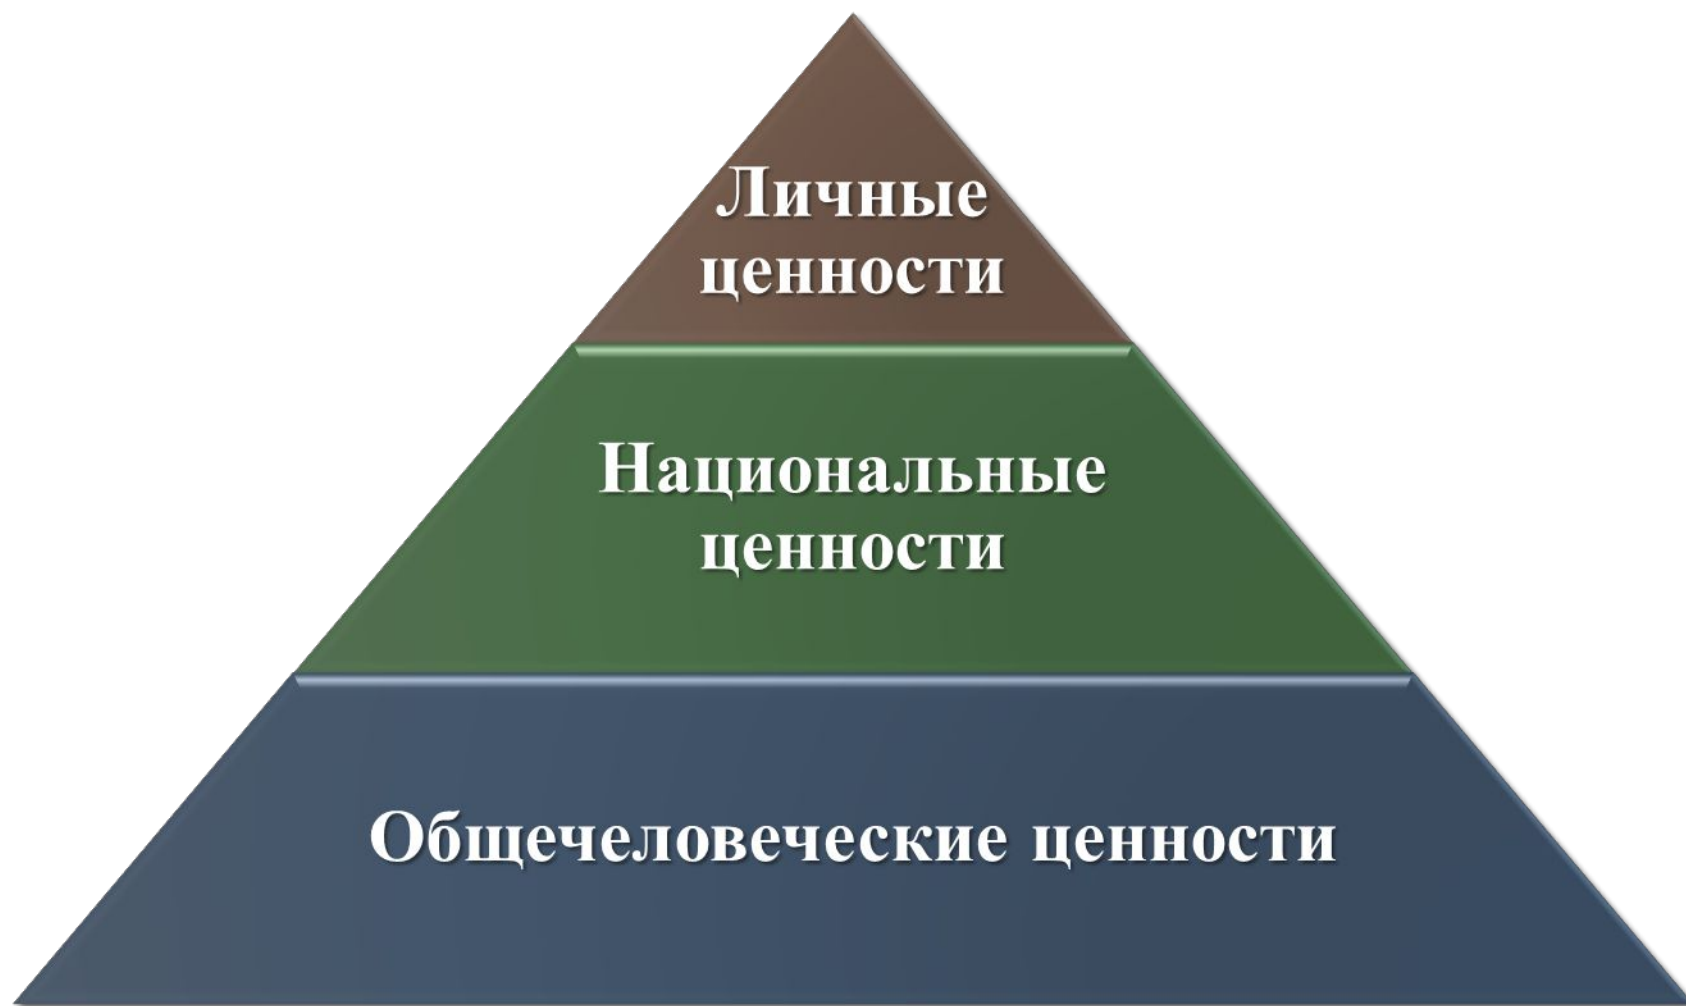 Личные
ценности
Национальные
ценности
Общечеловеческие ценности